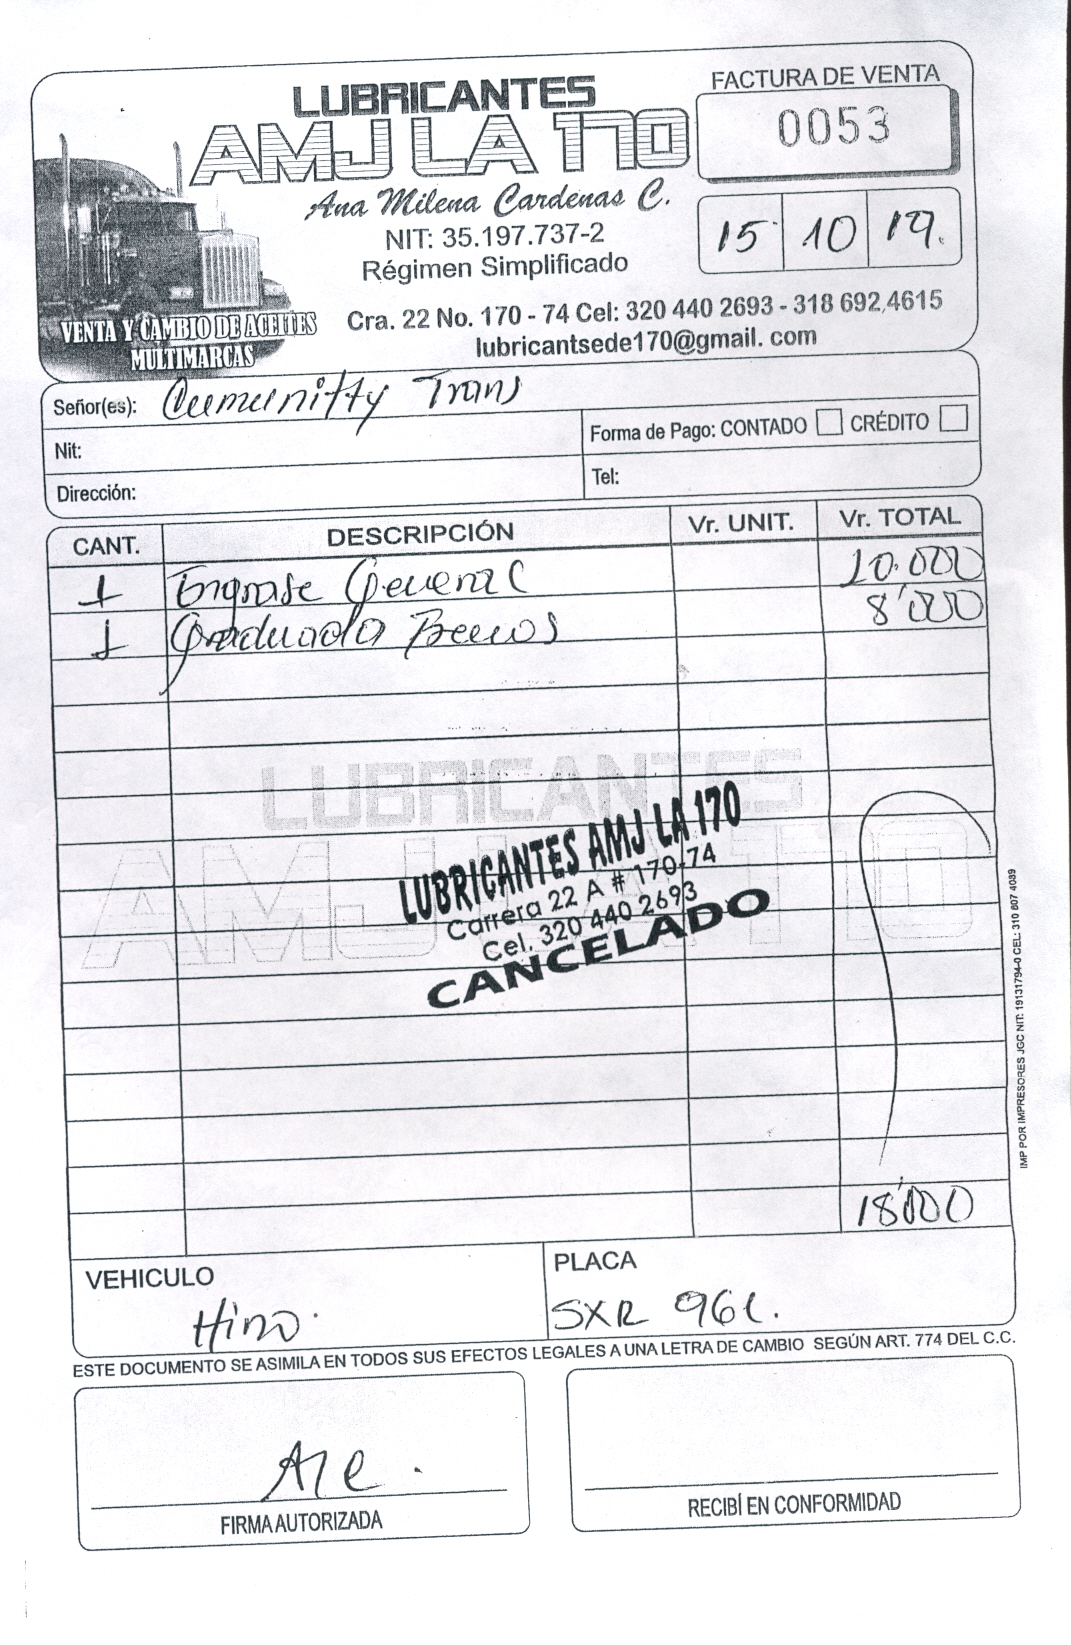 LUBRICANTES
AMJ LA 170
Ana Milena Cardenas C.
NIT: 35.197.737-2
Régimen Simplificado
FACTURA DE VENTA
0053
15 10 19.
VENTA Y CAMBIO DE ACEITES
MULTIMARCAS
Cra. 22 No. 170 - 74 Cel: 320 440 2693 - 318 692 4615
lubricantsede170@gmail. com
Señor(es): Cumunitty Trans
Nit:
Forma de Pago: CONTADO CRÉDITO
Dirección:
Tel:
CANT. DESCRIPCIÓN Vr. UNIT. Vr. TOTAL
1 Engrase General 10.000
1 Graduada 8'000
LUBRICANTES
AMJ LA 170
LUBRICANTES AMJ LA 170
Carrera 22 A # 170-74
Cel. 320 440 2693
CANCELADO
18'000
IMP POR IMPRESORES JGC NIT: 19131794-0 CEL: 310 807 4039
VEHICULO
Hino.
PLACA
SXR 961.
ESTE DOCUMENTO SE ASIMILA EN TODOS SUS EFECTOS LEGALES A UNA LETRA DE CAMBIO SEGÚN ART. 774 DEL C.C.
FIRMA AUTORIZADA
RECIBÍ EN CONFORMIDAD